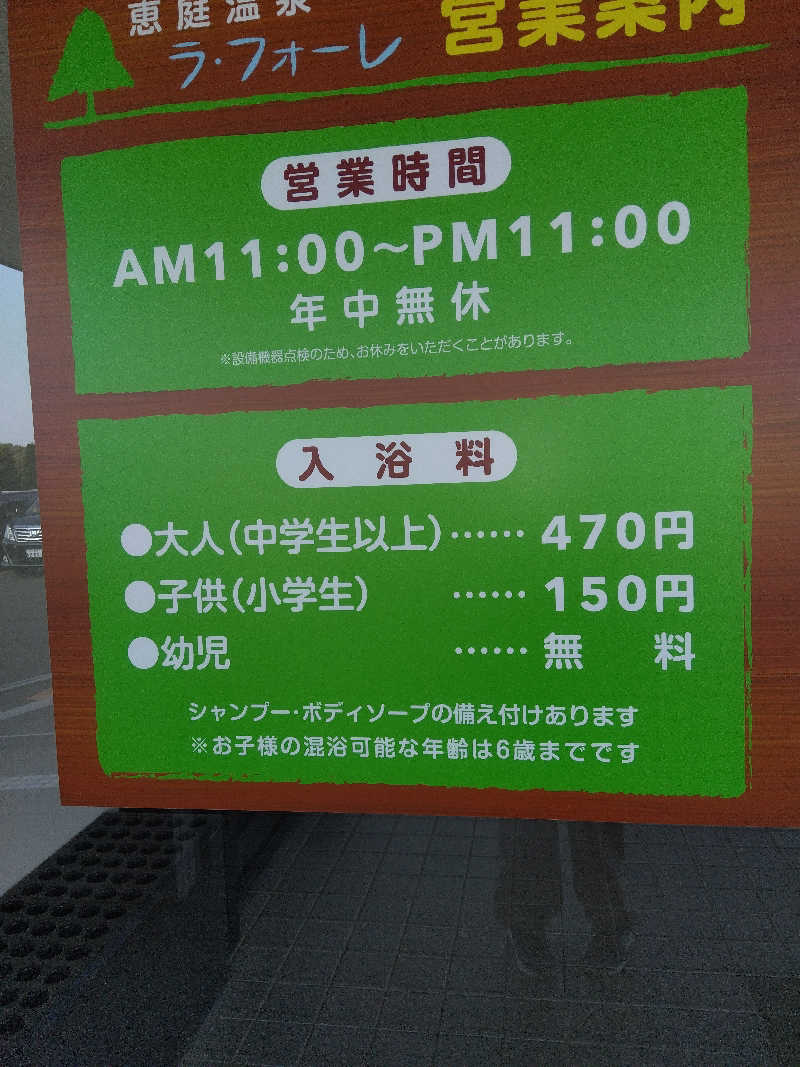 恵庭温泉
ラ・フォーレ 営業案内
営業時間
AM11:00～PM11:00
年中無休
※設備機器点検のため、お休みをいただくことがあります。
入浴料
●大人(中学生以上)……470円
●子供(小学生)……150円
●幼児……無料
シャンプー・ボディソープの備え付けあります
※お子様の混浴可能な年齢は6歳までです